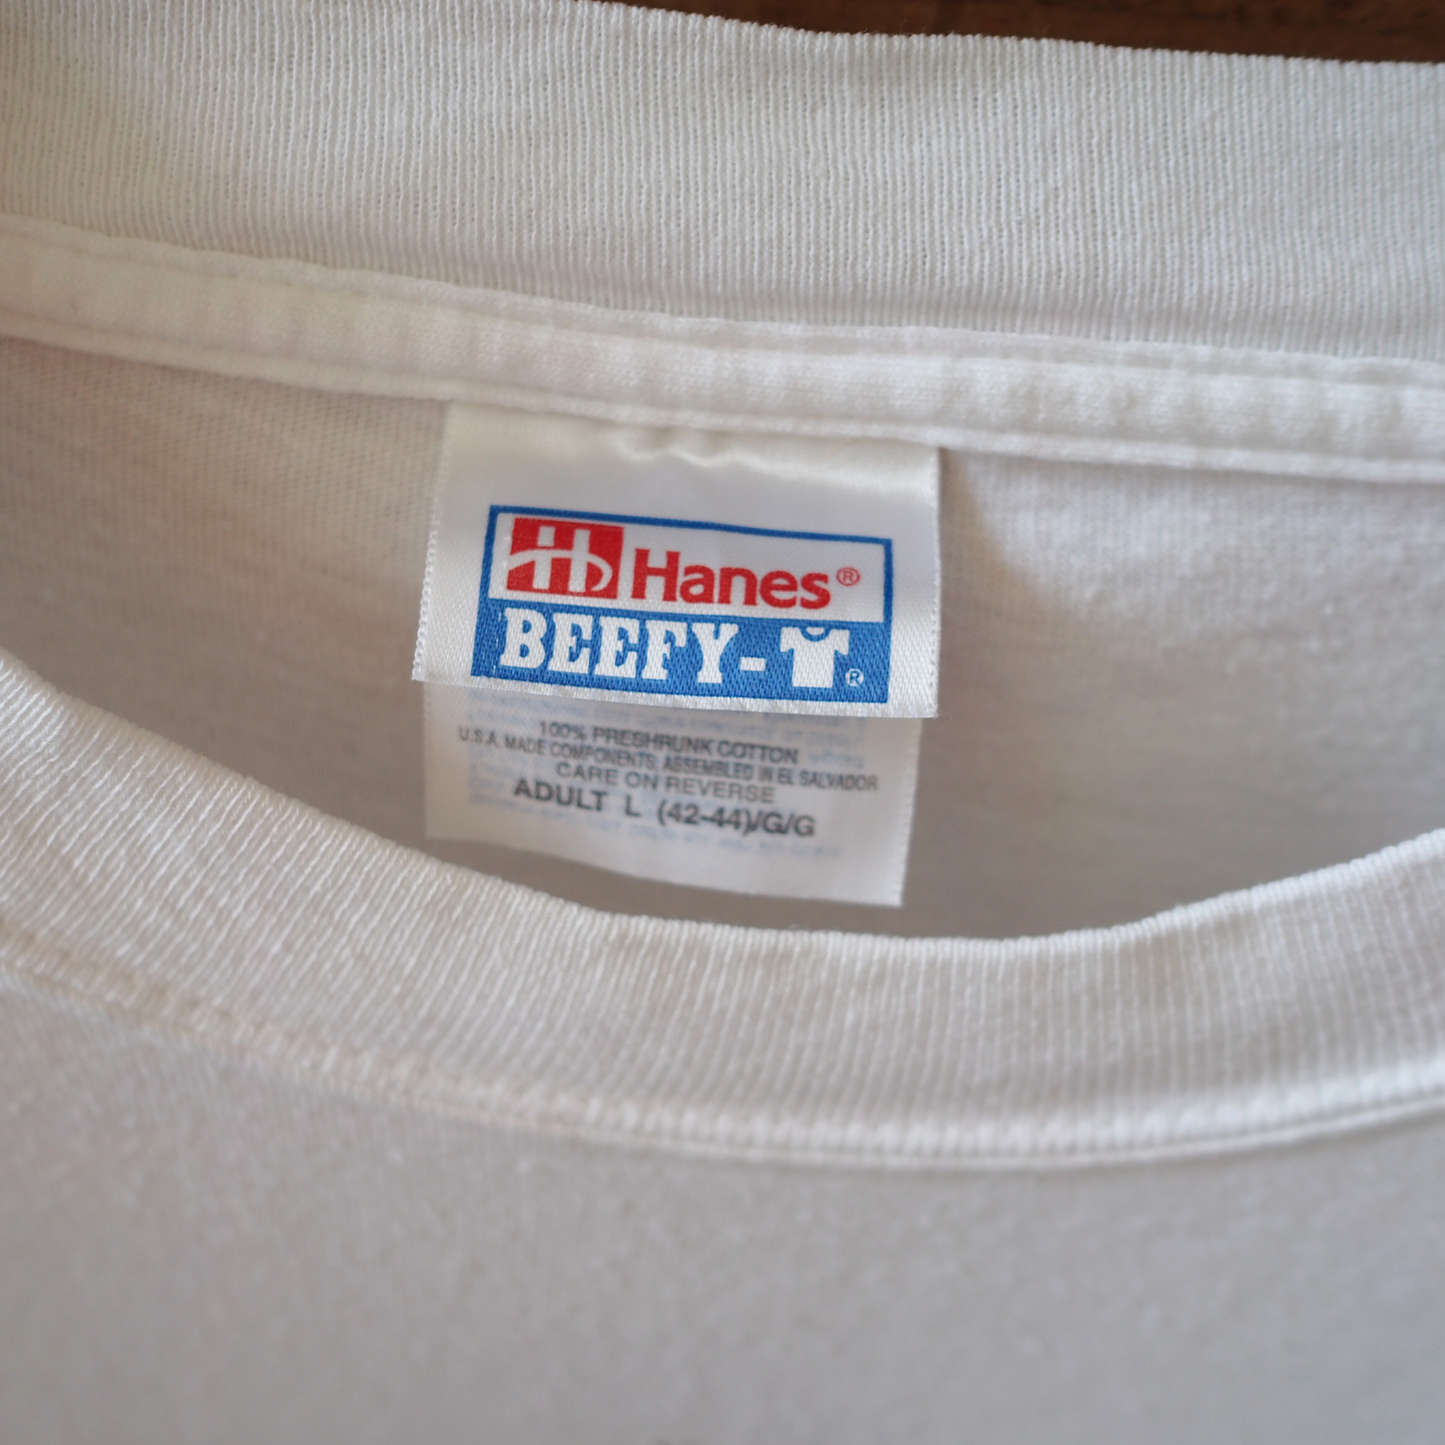 Hanes®
BEEFY-T®
100% PRESHRUNK COTTON
U.S.A. MADE COMPONENTS; ASSEMBLED IN EL SALVADOR
CARE ON REVERSE
ADULT L (42-44)/G/G